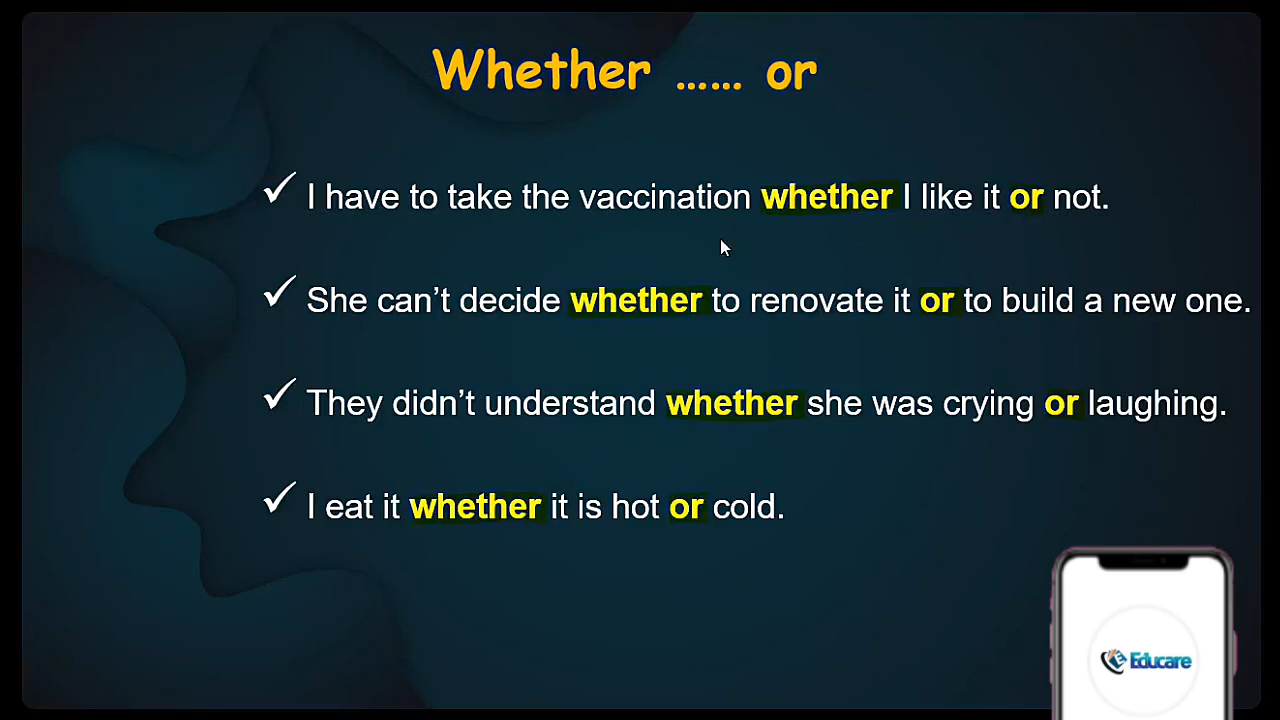 Whether ...... or
✓ I have to take the vaccination whether I like it or not.
✓ She can’t decide whether to renovate it or to build a new one.
✓ They didn’t understand whether she was crying or laughing.
✓ I eat it whether it is hot or cold.
Educare